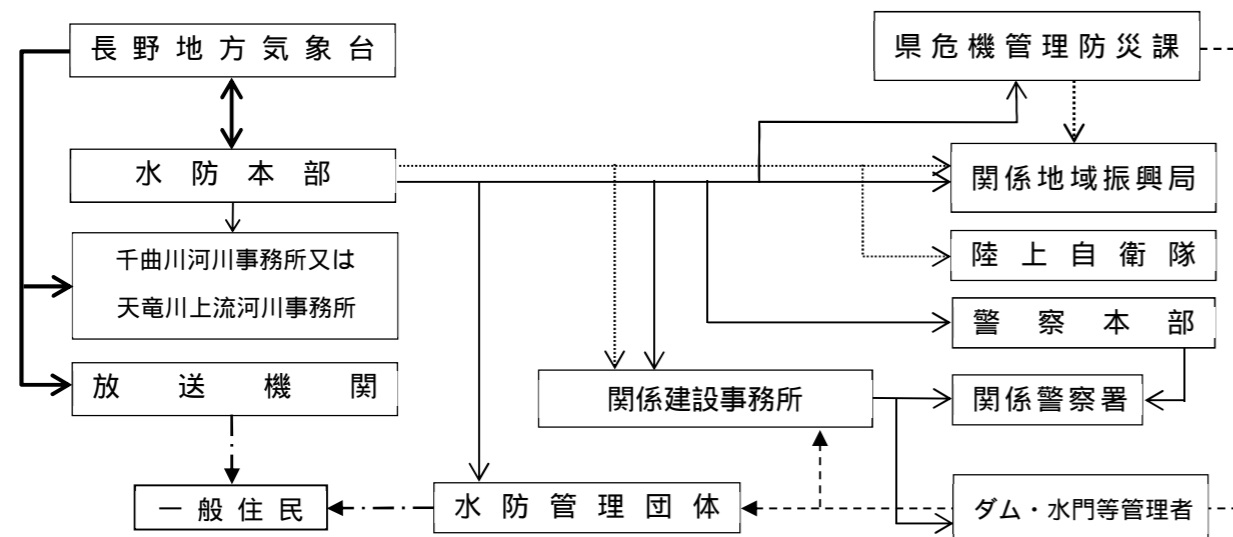 長野地方気象台
県危機管理防災課
水防本部
関係地域振興局
千曲川河川事務所又は
天竜川上流河川事務所
陸上自衛隊
警察本部
放送機関
関係建設事務所
関係警察署
一般住民
水防管理団体
ダム・水門等管理者